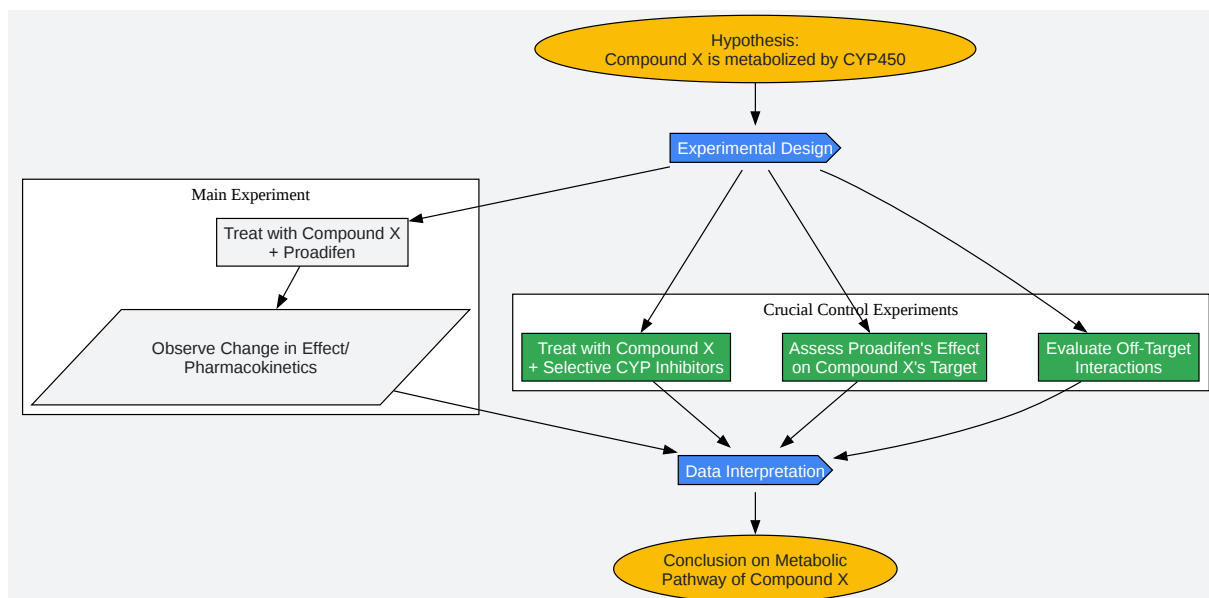 Hypothesis:
Compound X is metabolized by CYP450
Experimental Design
Main Experiment
Treat with Compound X
+ Proadifen
Observe Change in Effect/
Pharmacokinetics
Crucial Control Experiments
Treat with Compound X
+ Selective CYP Inhibitors
Assess Proadifen's Effect
on Compound X's Target
Evaluate Off-Target
Interactions
Data Interpretation
Conclusion on Metabolic
Pathway of Compound X